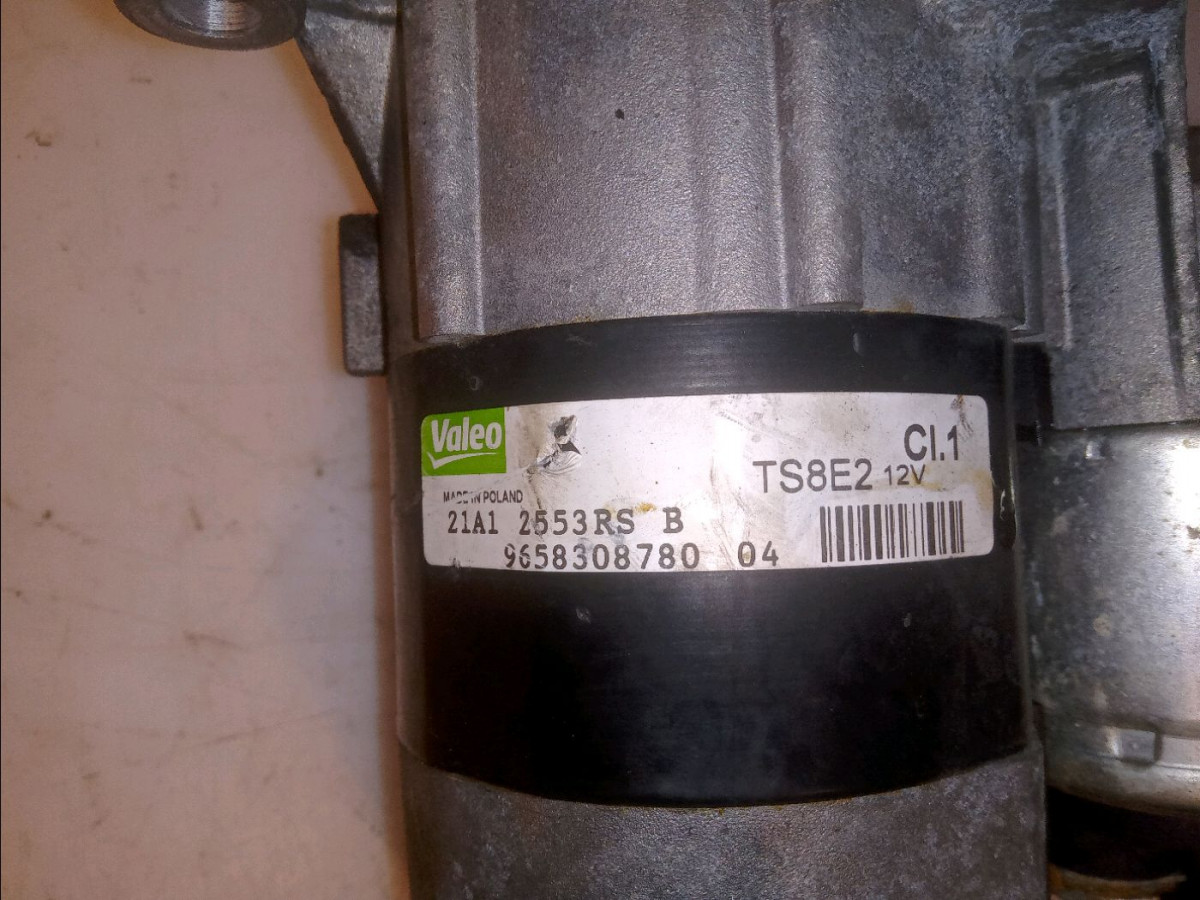 Valeo
Cl.1
TS8E2 12V
MADE IN POLAND
21A1 2553RS B
9658308780 04